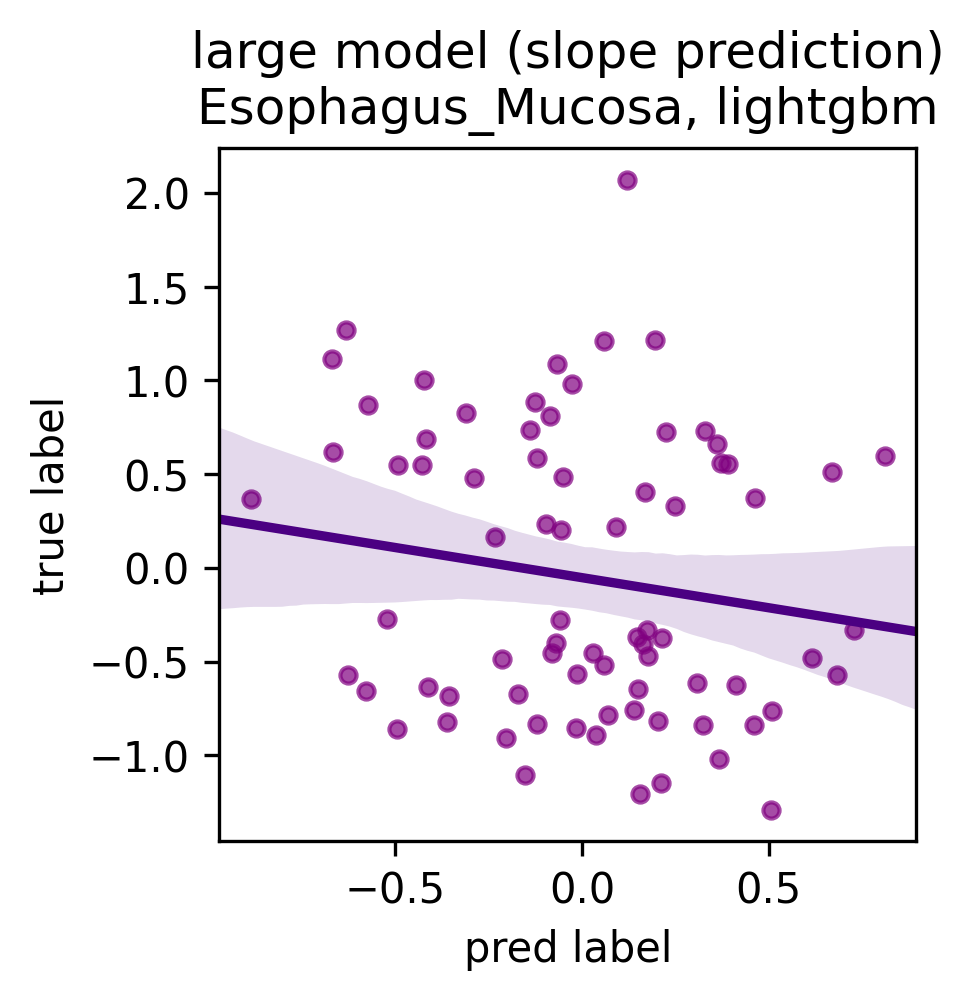 large model (slope prediction)
Esophagus_Mucosa, lightgbm
2.0
1.5
1.0
0.5
0.0
−0.5
−1.0
true label
−0.5
0.0
0.5
pred label